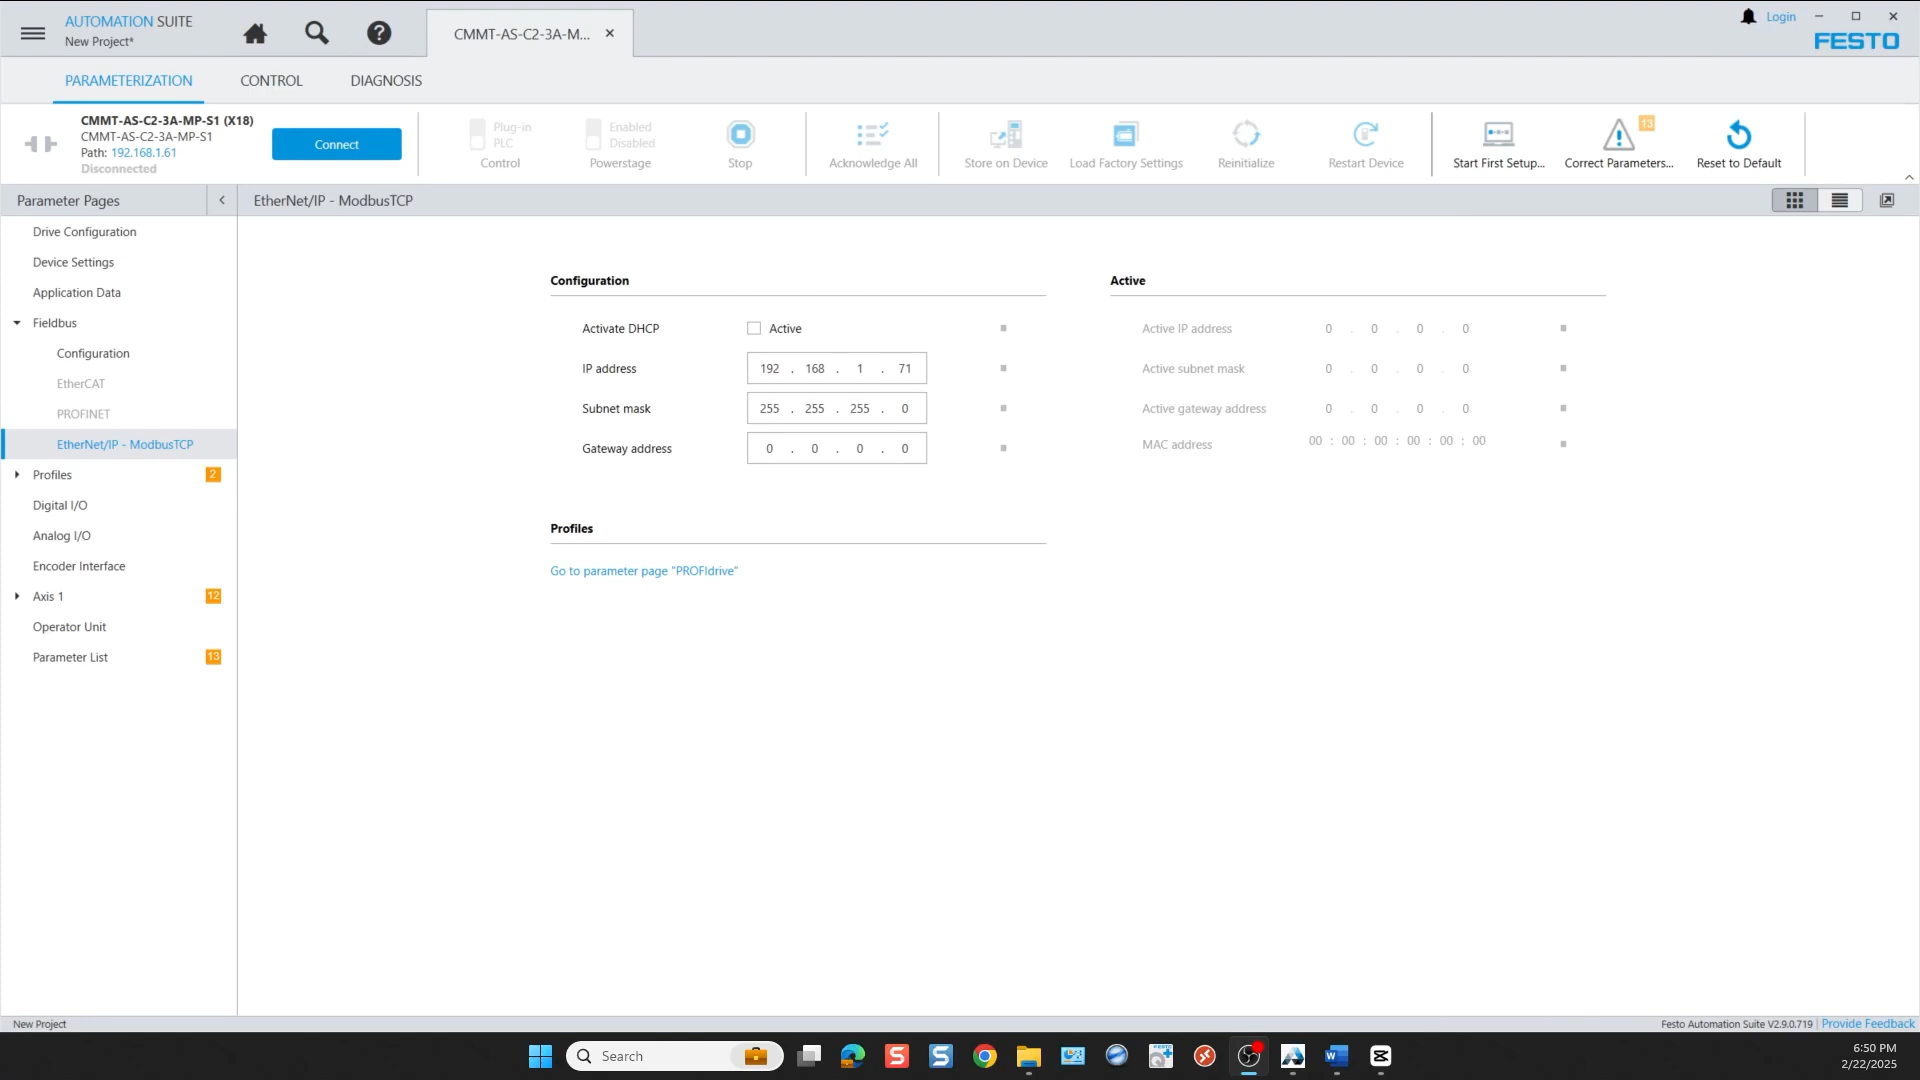 AUTOMATION SUITE
New Project*
CMMT-AS-C2-3A-M...
Login
FESTO
PARAMETERIZATION
CONTROL
DIAGNOSIS
CMMT-AS-C2-3A-MP-S1 (X18)
CMMT-AS-C2-3A-MP-S1
Path: 192.168.1.61
Disconnected
Connect
Plug-in
PLC
Control
Enabled
Disabled
Powerstage
Stop
Acknowledge All
Store on Device
Load Factory Settings
Reinitialize
Restart Device
Start First Setup...
13
Correct Parameters...
Reset to Default
Parameter Pages
EtherNet/IP - ModbusTCP
Drive Configuration
Device Settings
Application Data
Fieldbus
Configuration
EtherCAT
PROFINET
EtherNet/IP - ModbusTCP
Profiles 2
Digital I/O
Analog I/O
Encoder Interface
Axis 1 12
Operator Unit
Parameter List 13
Configuration
Activate DHCP Active
IP address 192 . 168 . 1 . 71
Subnet mask 255 . 255 . 255 . 0
Gateway address 0 . 0 . 0 . 0
Active
Active IP address 0 . 0 . 0 . 0
Active subnet mask 0 . 0 . 0 . 0
Active gateway address 0 . 0 . 0 . 0
MAC address 00 : 00 : 00 : 00 : 00 : 00
Profiles
Go to parameter page "PROFIdrive"
New Project
Festo Automation Suite V2.9.0.719 | Provide Feedback
Search
6:50 PM
2/22/2025